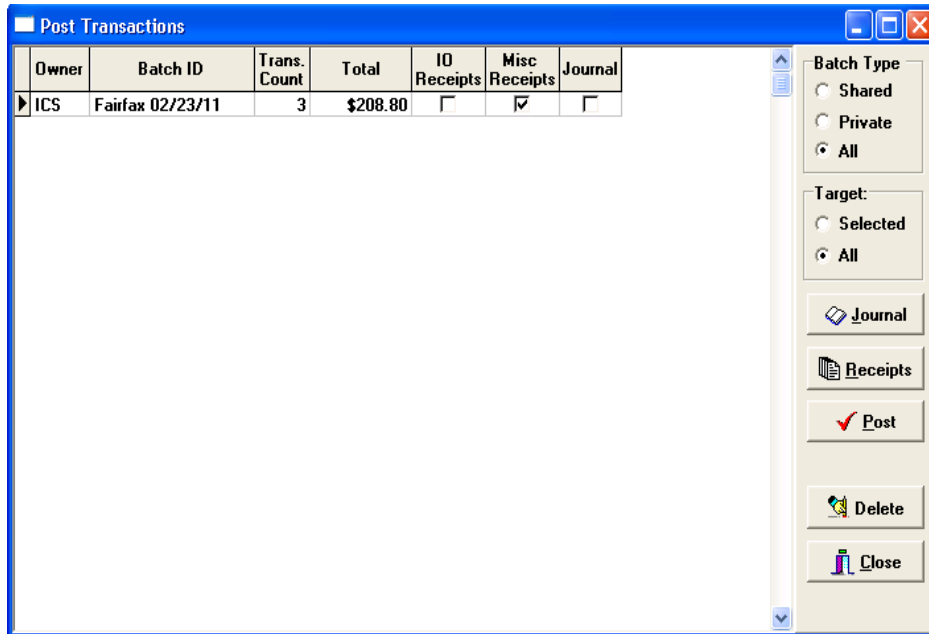 Post Transactions
Owner Batch ID Trans. Count Total IO Receipts Misc Receipts Journal
ICS Fairfax 02/23/11 3 $208.80
Batch Type
Shared
Private
All
Target:
Selected
All
Journal
Receipts
Post
Delete
Close